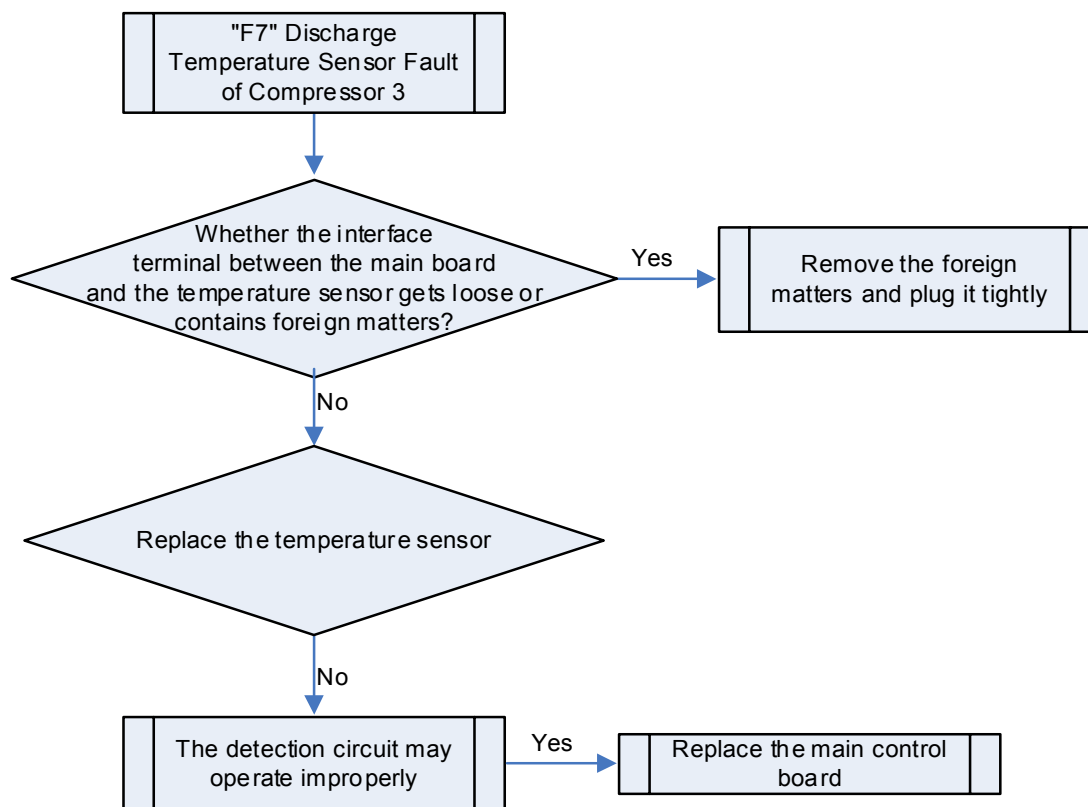 "F7" Discharge
Temperature Sensor Fault
of Compressor 3
Whether the interface
terminal between the main board
and the temperature sensor gets loose or
contains foreign matters?
Yes
Remove the foreign
matters and plug it tightly
No
Replace the temperature sensor
No
The detection circuit may
operate improperly
Yes
Replace the main control
board